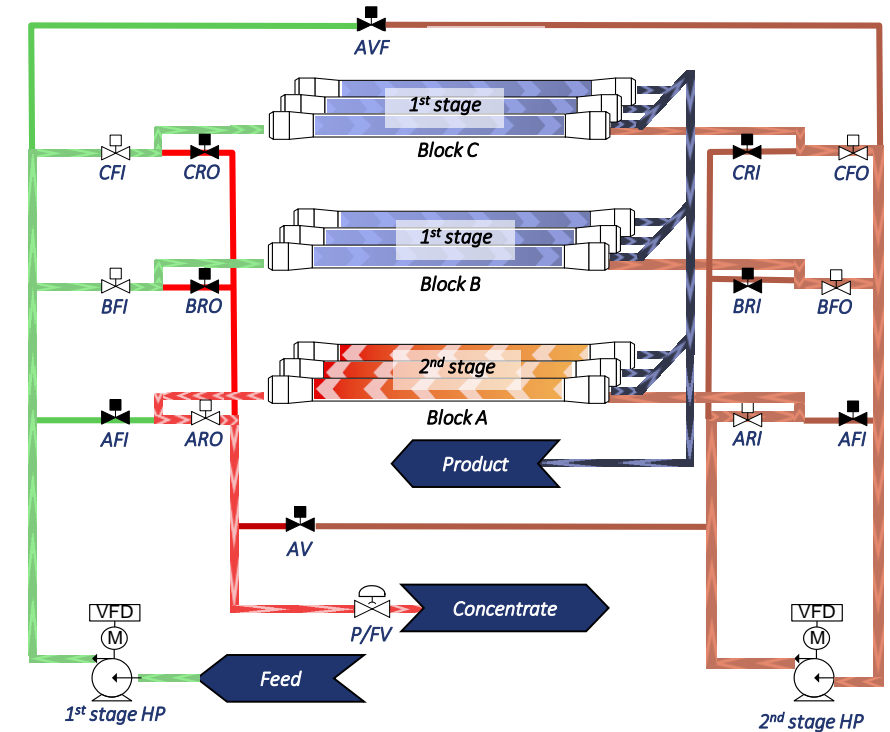 AVF
1st stage
Block C
CFI
CRO
CRI
CFO
1st stage
Block B
BFI
BRO
BRI
BFO
2nd stage
Block A
AFI
ARO
ARI
AFI
Product
AV
Concentrate
P/FV
VFD
M
VFD
M
Feed
1st stage HP
2nd stage HP